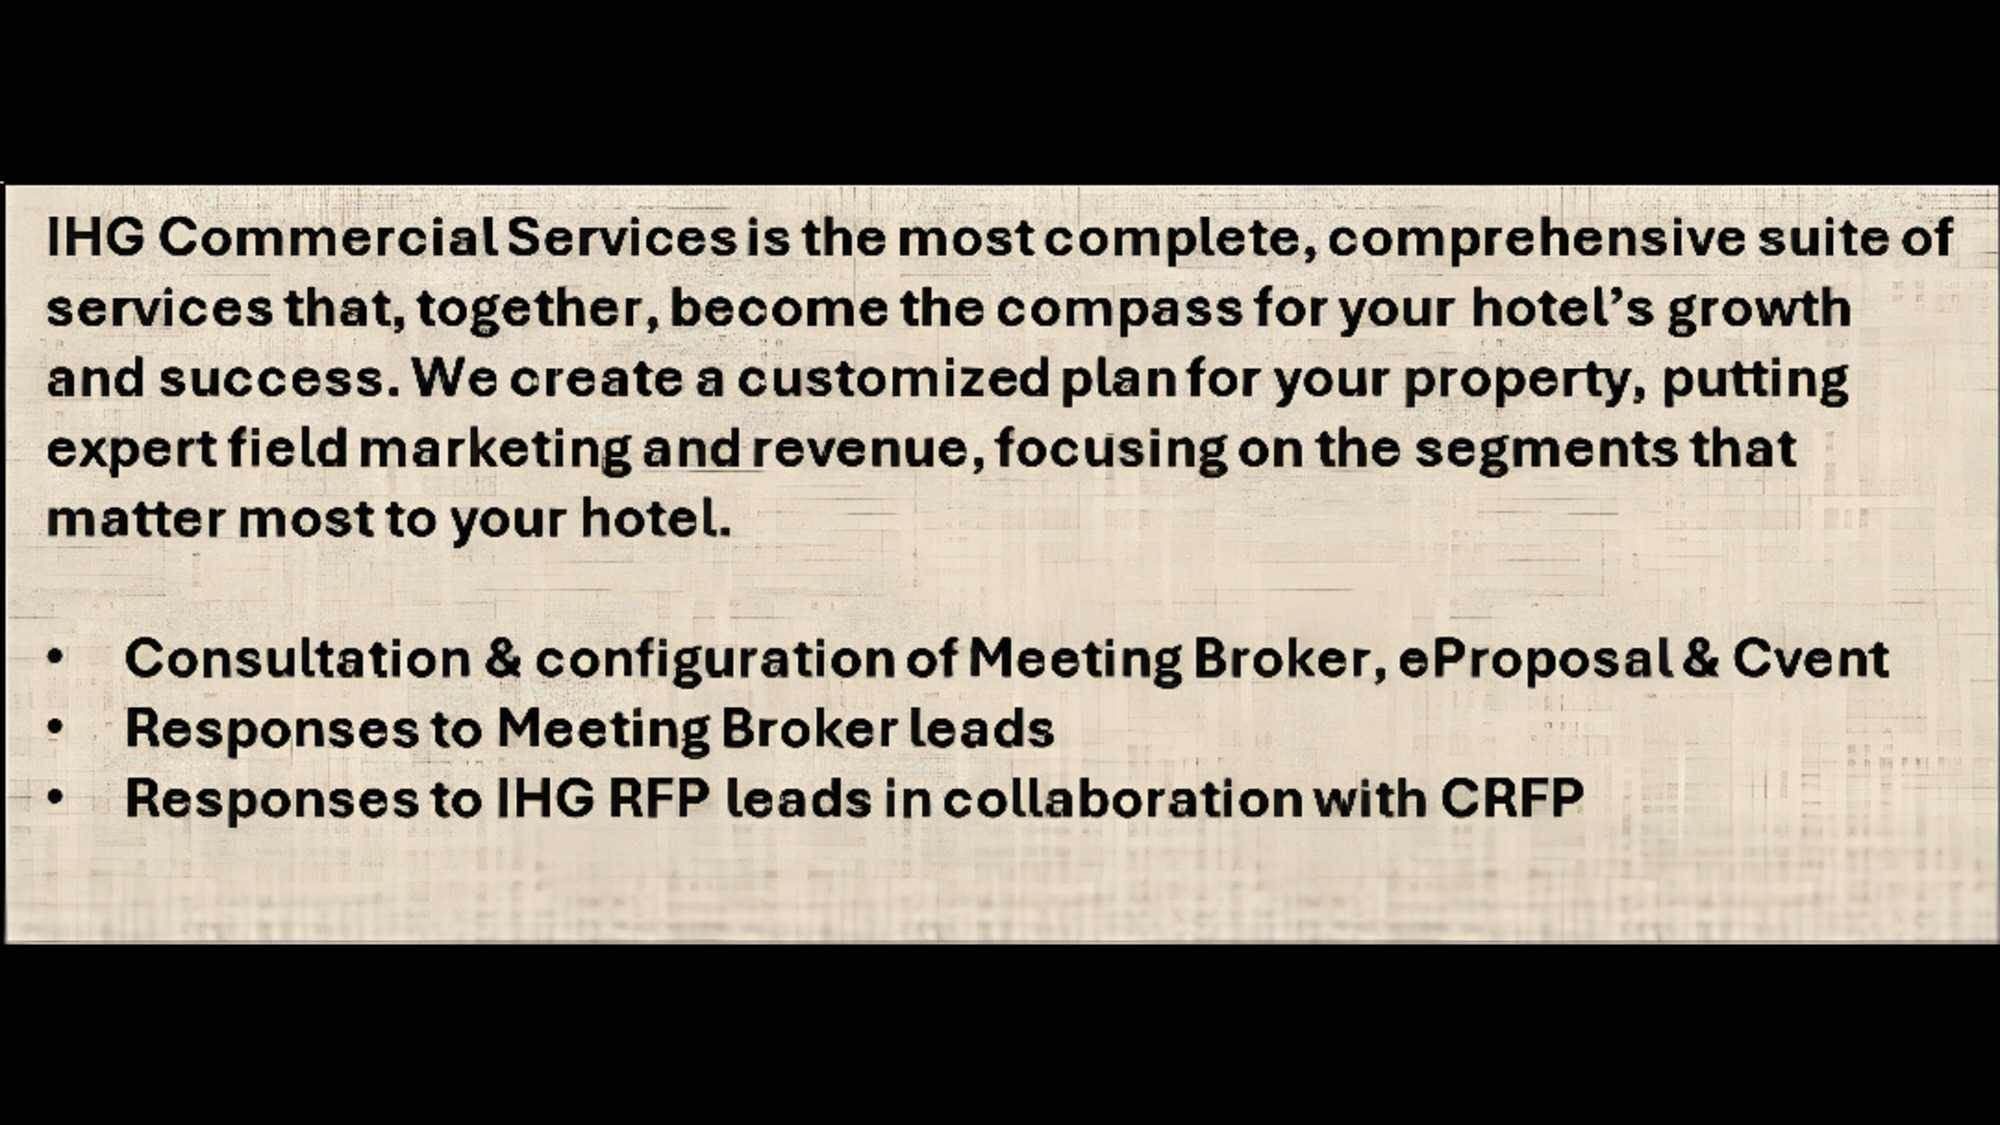 IHG Commercial Services is the most complete, comprehensive suite of
services that, together, become the compass for your hotel’s growth
and success. We create a customized plan for your property, putting
expert field marketing and revenue, focusing on the segments that
matter most to your hotel.
• Consultation & configuration of Meeting Broker, eProposal & Cvent
• Responses to Meeting Broker leads
• Responses to IHG RFP leads in collaboration with CRFP